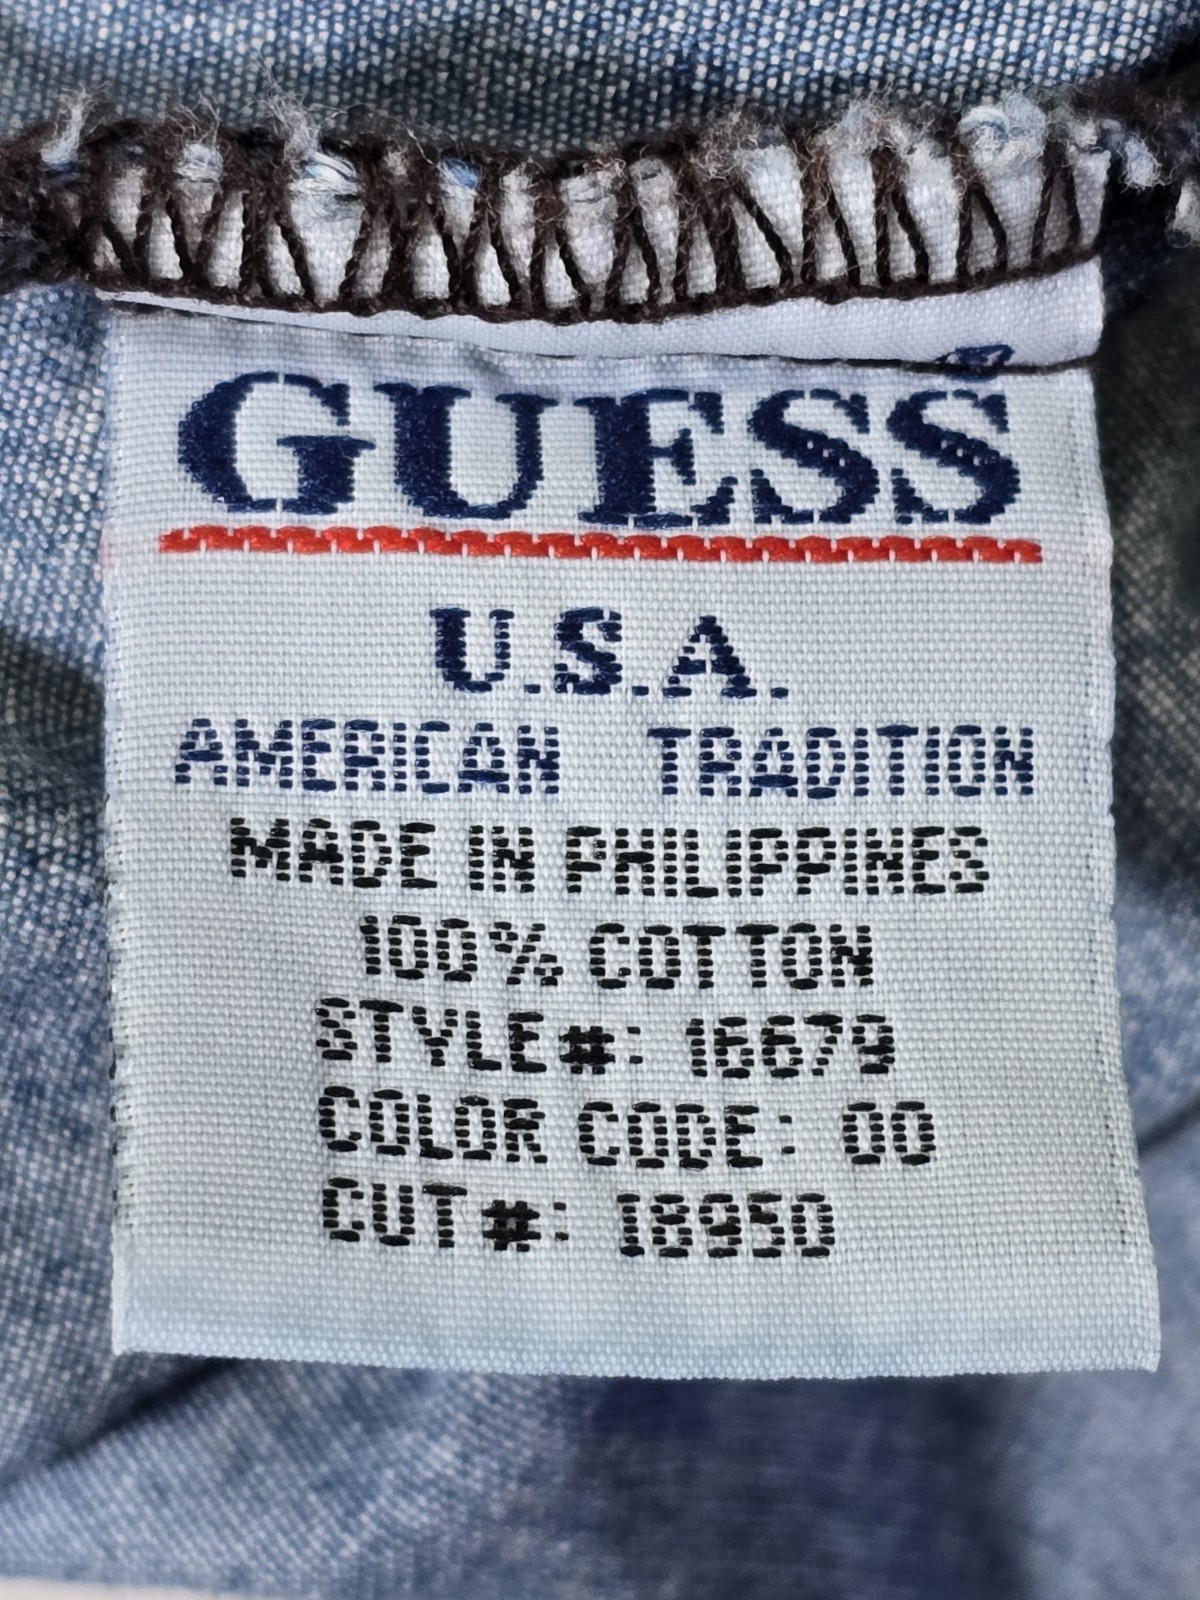 GUESS
U.S.A.
AMERICAN TRADITION
MADE IN PHILIPPINES
100% COTTON
STYLE#: 16679
COLOR CODE: 00
CUT#: 18950